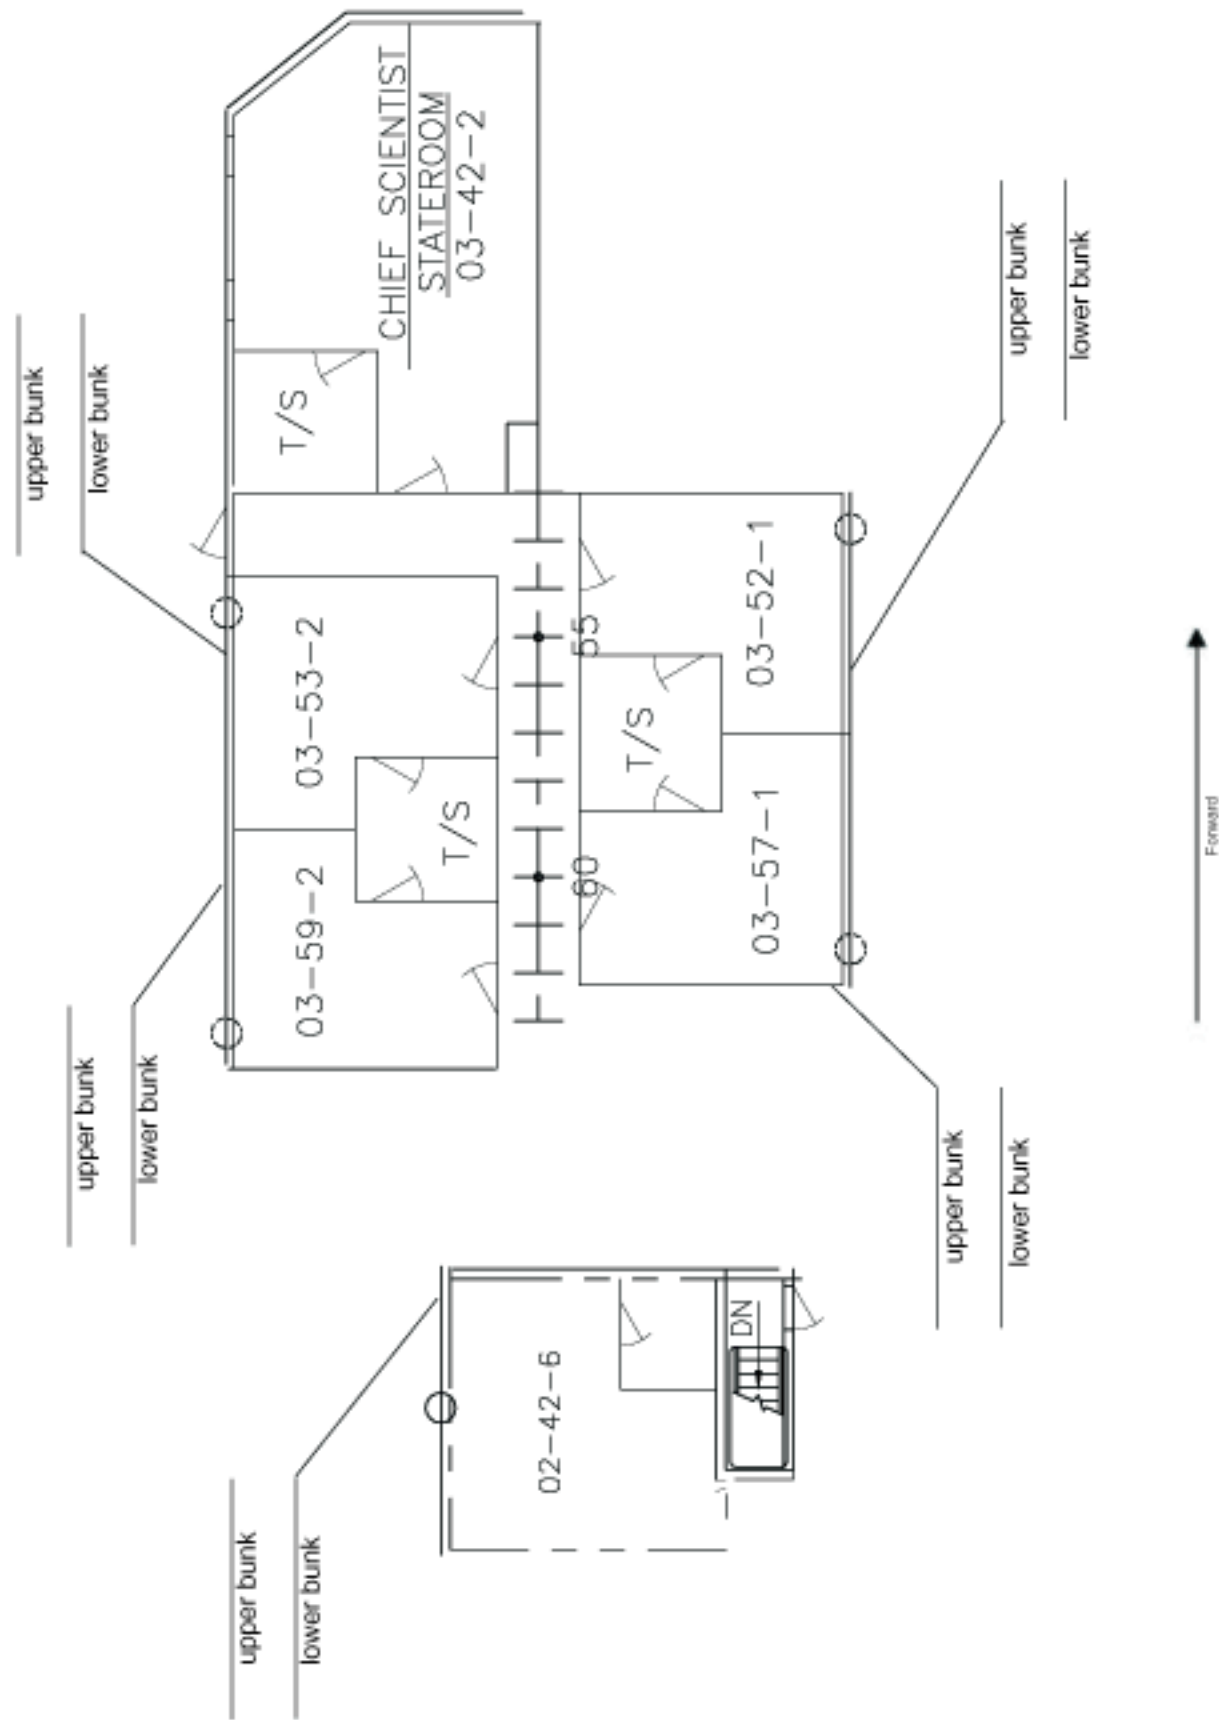 upper bunk
lower bunk
CHIEF SCIENTIST
STATEROOM
03-42-2
T/S
upper bunk
lower bunk
03-53-2
55
03-52-1
T/S
T/S
03-59-2
60
03-57-1
upper bunk
lower bunk
Forward
upper bunk
lower bunk
DN
02-42-6
upper bunk
lower bunk